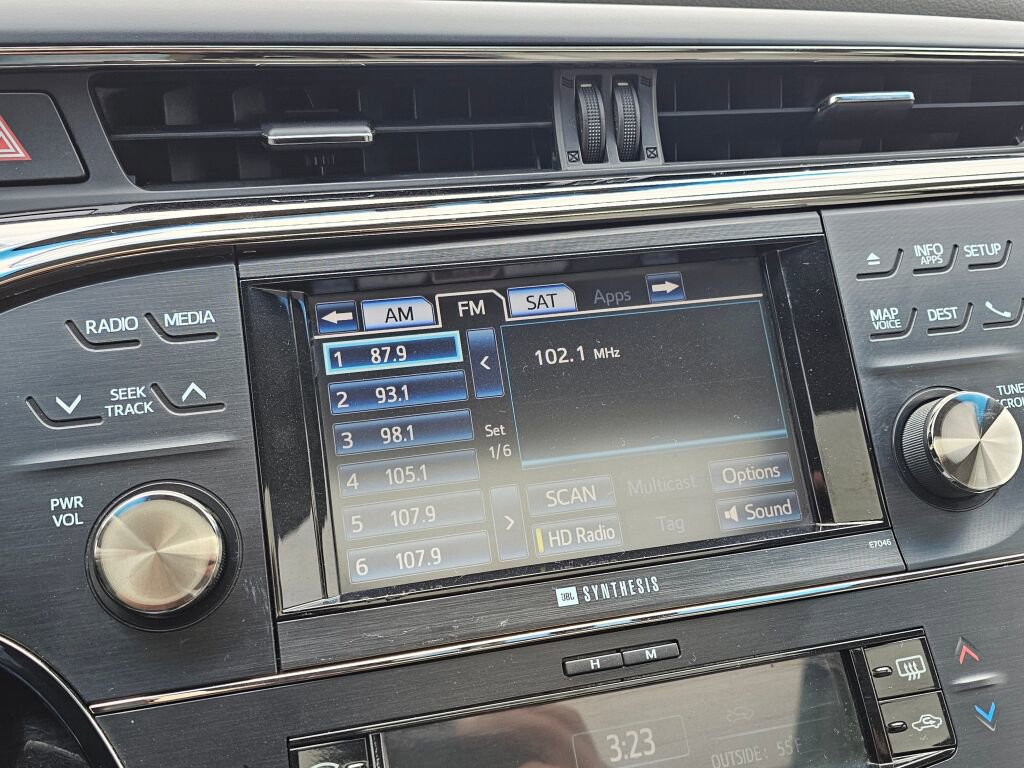 AM FM SAT Apps
1 87.9
2 93.1
3 98.1
4 105.1
5 107.9
6 107.9
Set
1/6
102.1 MHz
SCAN Multicast Options
HD Radio Tag Sound
RADIO MEDIA
SEEK
TRACK
PWR
VOL
INFO
APPS
SETUP
MAP
VOICE
DEST
TUNE
E7046
JBL SYNTHESIS
H M
3:23
OUTSIDE: 55°F